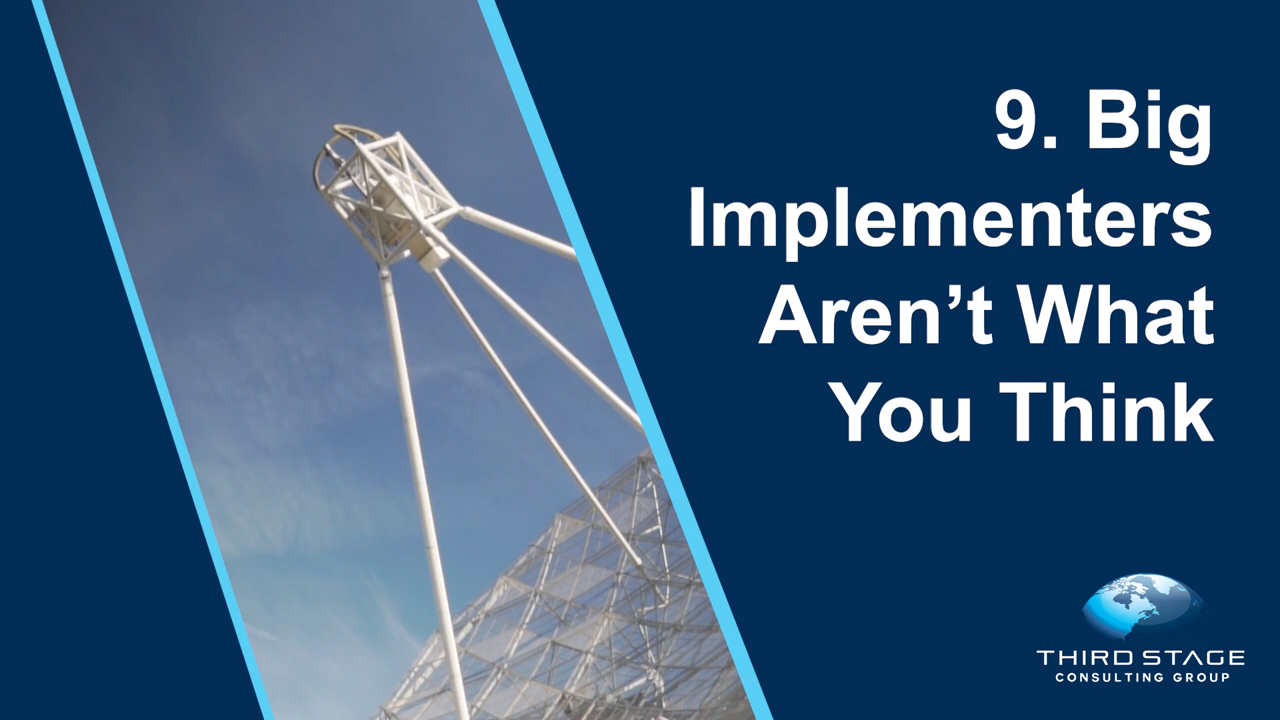 9. Big
Implementers
Aren’t What
You Think
THIRD STAGE
CONSULTING GROUP